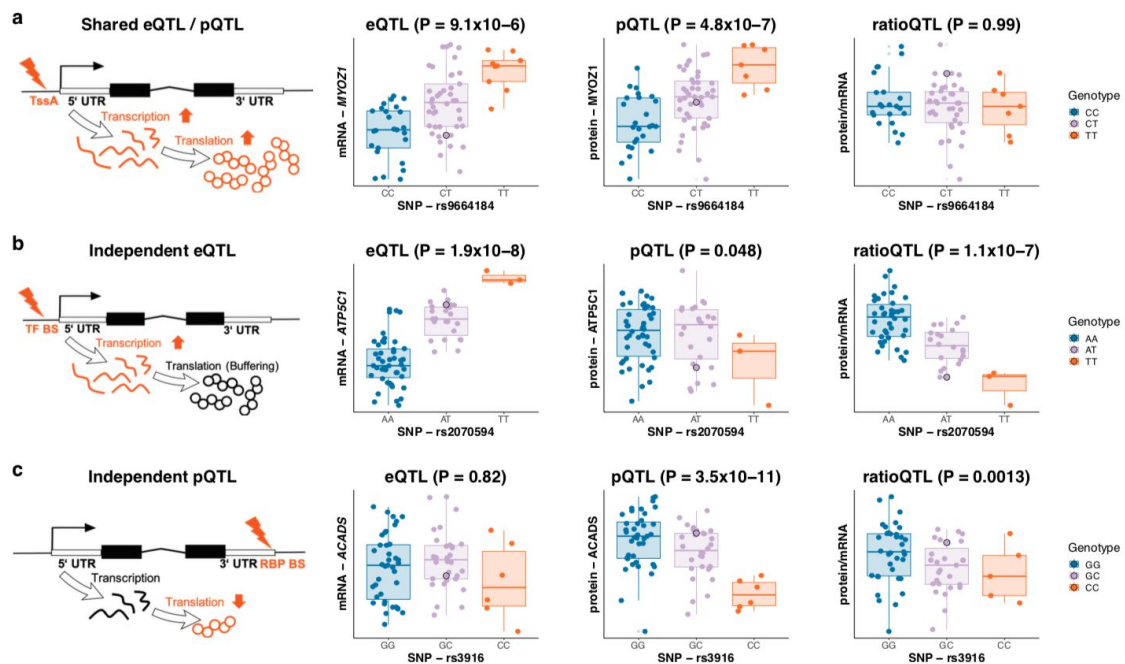 a
Shared eQTL / pQTL
TssA
5' UTR
3' UTR
Transcription
Translation
eQTL (P = 9.1x10−6)
mRNA − MYOZ1
CC CT TT
SNP − rs9664184
pQTL (P = 4.8x10−7)
protein − MYOZ1
CC CT TT
SNP − rs9664184
ratioQTL (P = 0.99)
protein/mRNA
CC CT TT
SNP − rs9664184
Genotype
CC
CT
TT
b
Independent eQTL
TF BS
5' UTR
3' UTR
Transcription
Translation (Buffering)
eQTL (P = 1.9x10−8)
mRNA − ATP5C1
AA AT TT
SNP − rs2070594
pQTL (P = 0.048)
protein − ATP5C1
AA AT TT
SNP − rs2070594
ratioQTL (P = 1.1x10−7)
protein/mRNA
AA AT TT
SNP − rs2070594
Genotype
AA
AT
TT
c
Independent pQTL
5' UTR
3' UTR RBP BS
Transcription
Translation
eQTL (P = 0.82)
mRNA − ACADS
GG GC CC
SNP − rs3916
pQTL (P = 3.5x10−11)
protein − ACADS
GG GC CC
SNP − rs3916
ratioQTL (P = 0.0013)
protein/mRNA
GG GC CC
SNP − rs3916
Genotype
GG
GC
CC